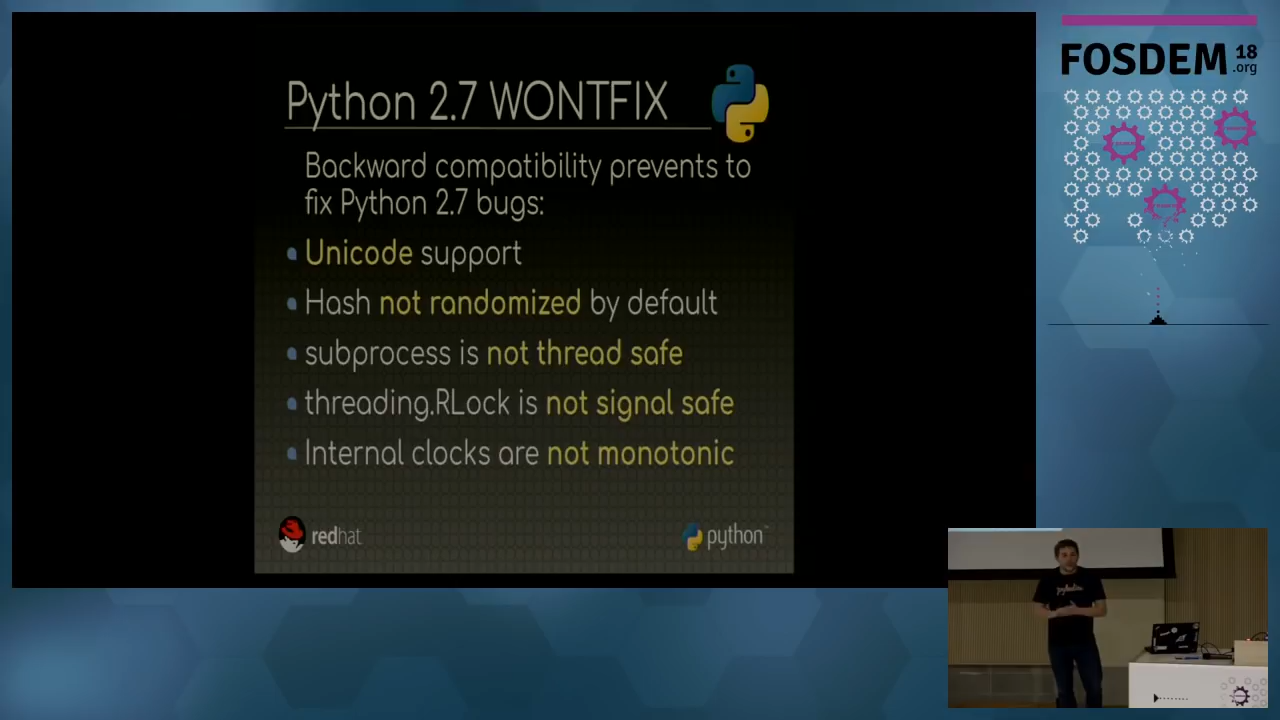 Python 2.7 WONTFIX
Backward compatibility prevents to
fix Python 2.7 bugs:
Unicode support
Hash not randomized by default
subprocess is not thread safe
threading.RLock is not signal safe
Internal clocks are not monotonic
redhat
python™
FOSDEM 18
.org